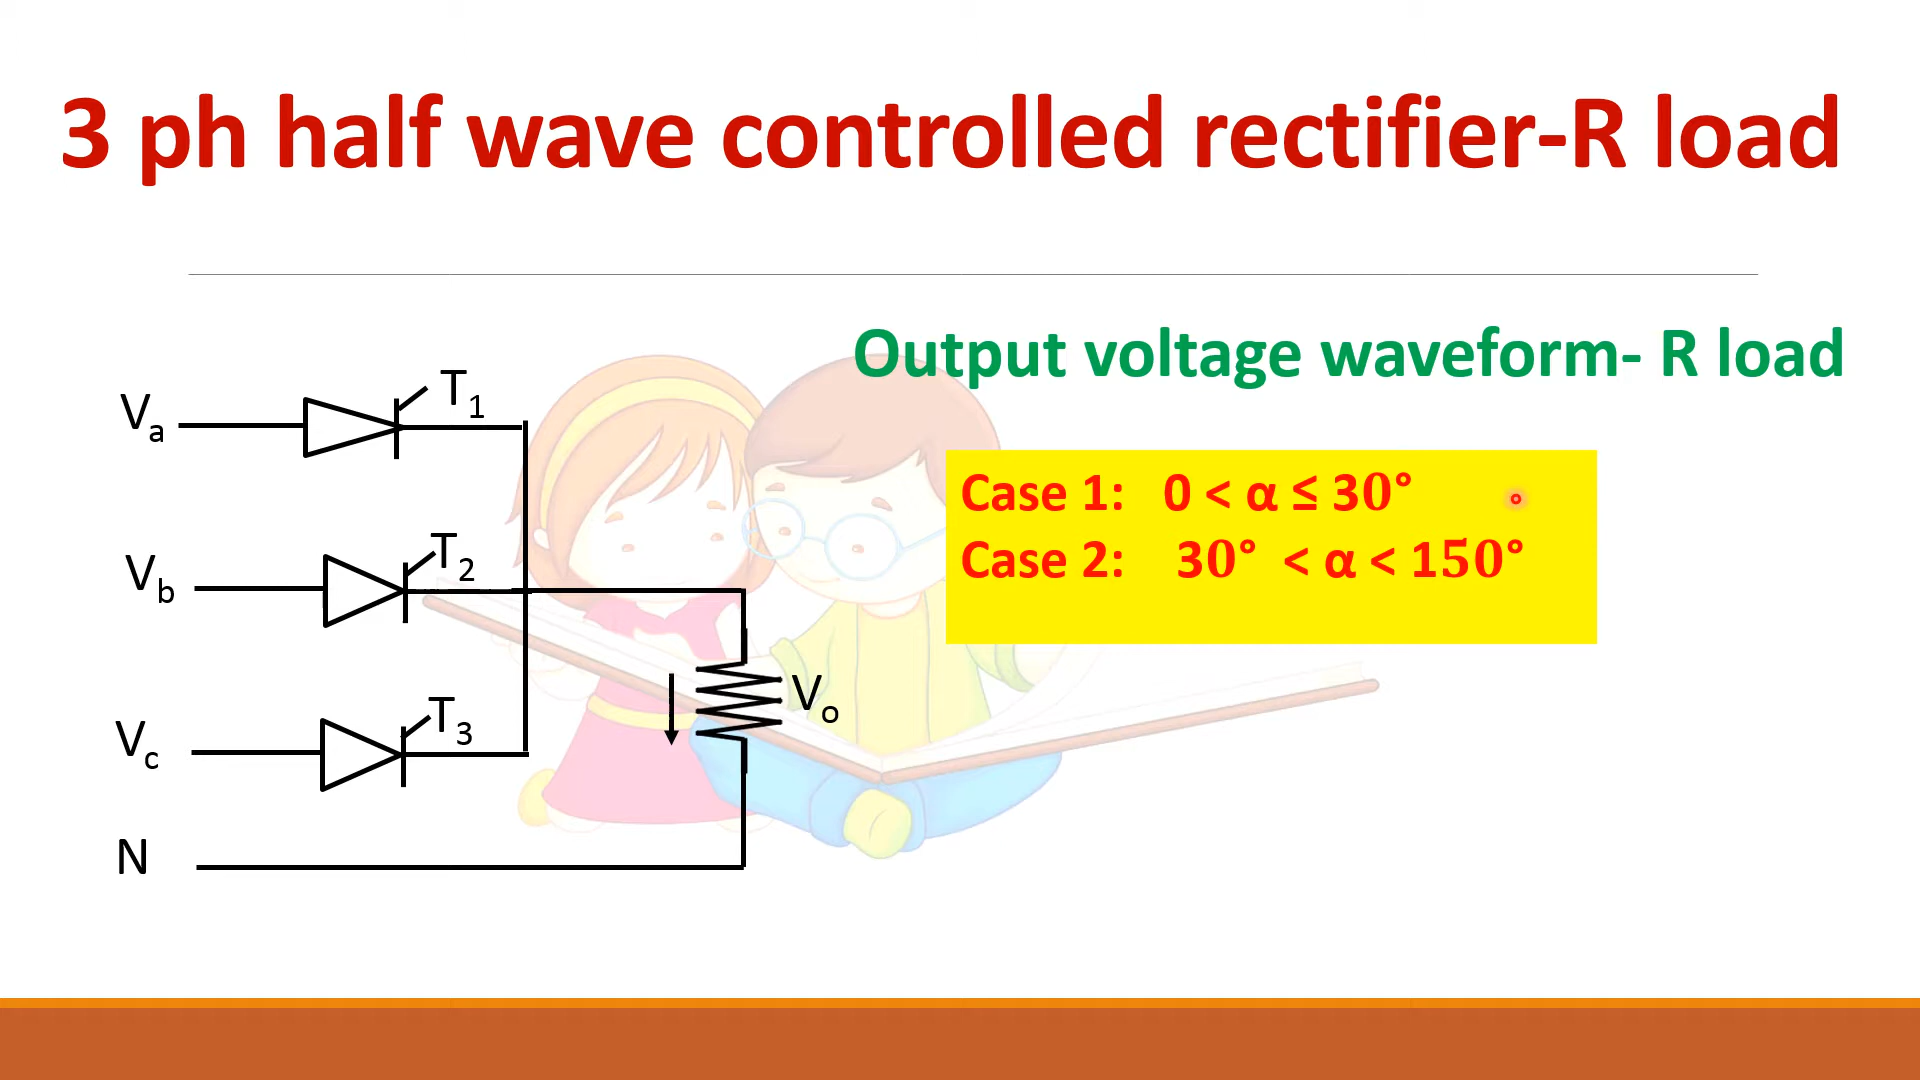 3 ph half wave controlled rectifier-R load
Output voltage waveform- R load
Va
T1
Case 1: 0 < α ≤ 30°
Case 2: 30° < α < 150°
Vb
T2
Vo
Vc
T3
N